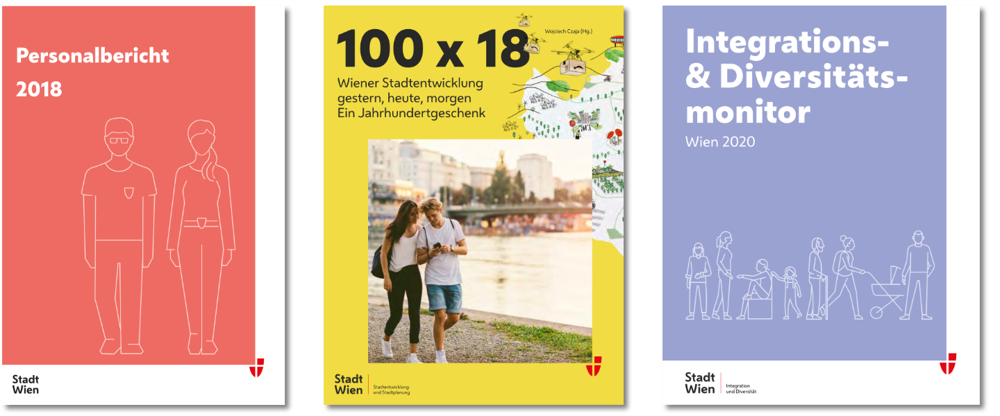 Personalbericht
2018
Stadt
Wien
Wojciech Czaja (Hg.)
100 x 18
Wiener Stadtentwicklung
gestern, heute, morgen
Ein Jahrhundertgeschenk
Stadt
Wien
Stadtentwicklung
und Stadtplanung
Integrations-
& Diversitäts-
monitor
Wien 2020
Stadt
Wien
Integration
und Diversität